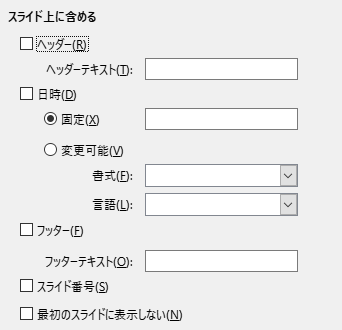 スライド上に含める
ヘッダー(R)
ヘッダーテキスト(T):
日時(D)
固定(X)
変更可能(V)
書式(F):
言語(L):
フッター(F)
フッターテキスト(O):
スライド番号(S)
最初のスライドに表示しない(N)